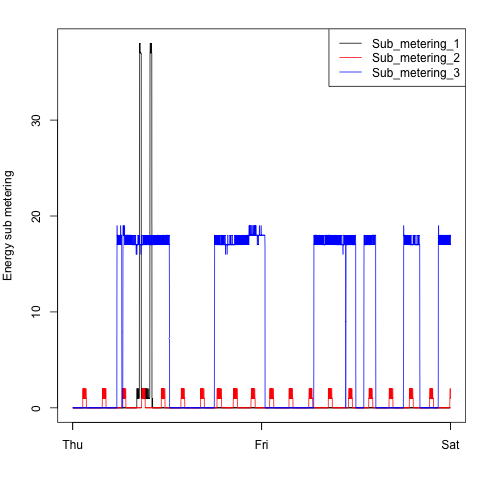 Sub_metering_1
Sub_metering_2
Sub_metering_3
Energy sub metering
30
20
10
0
Thu
Fri
Sat